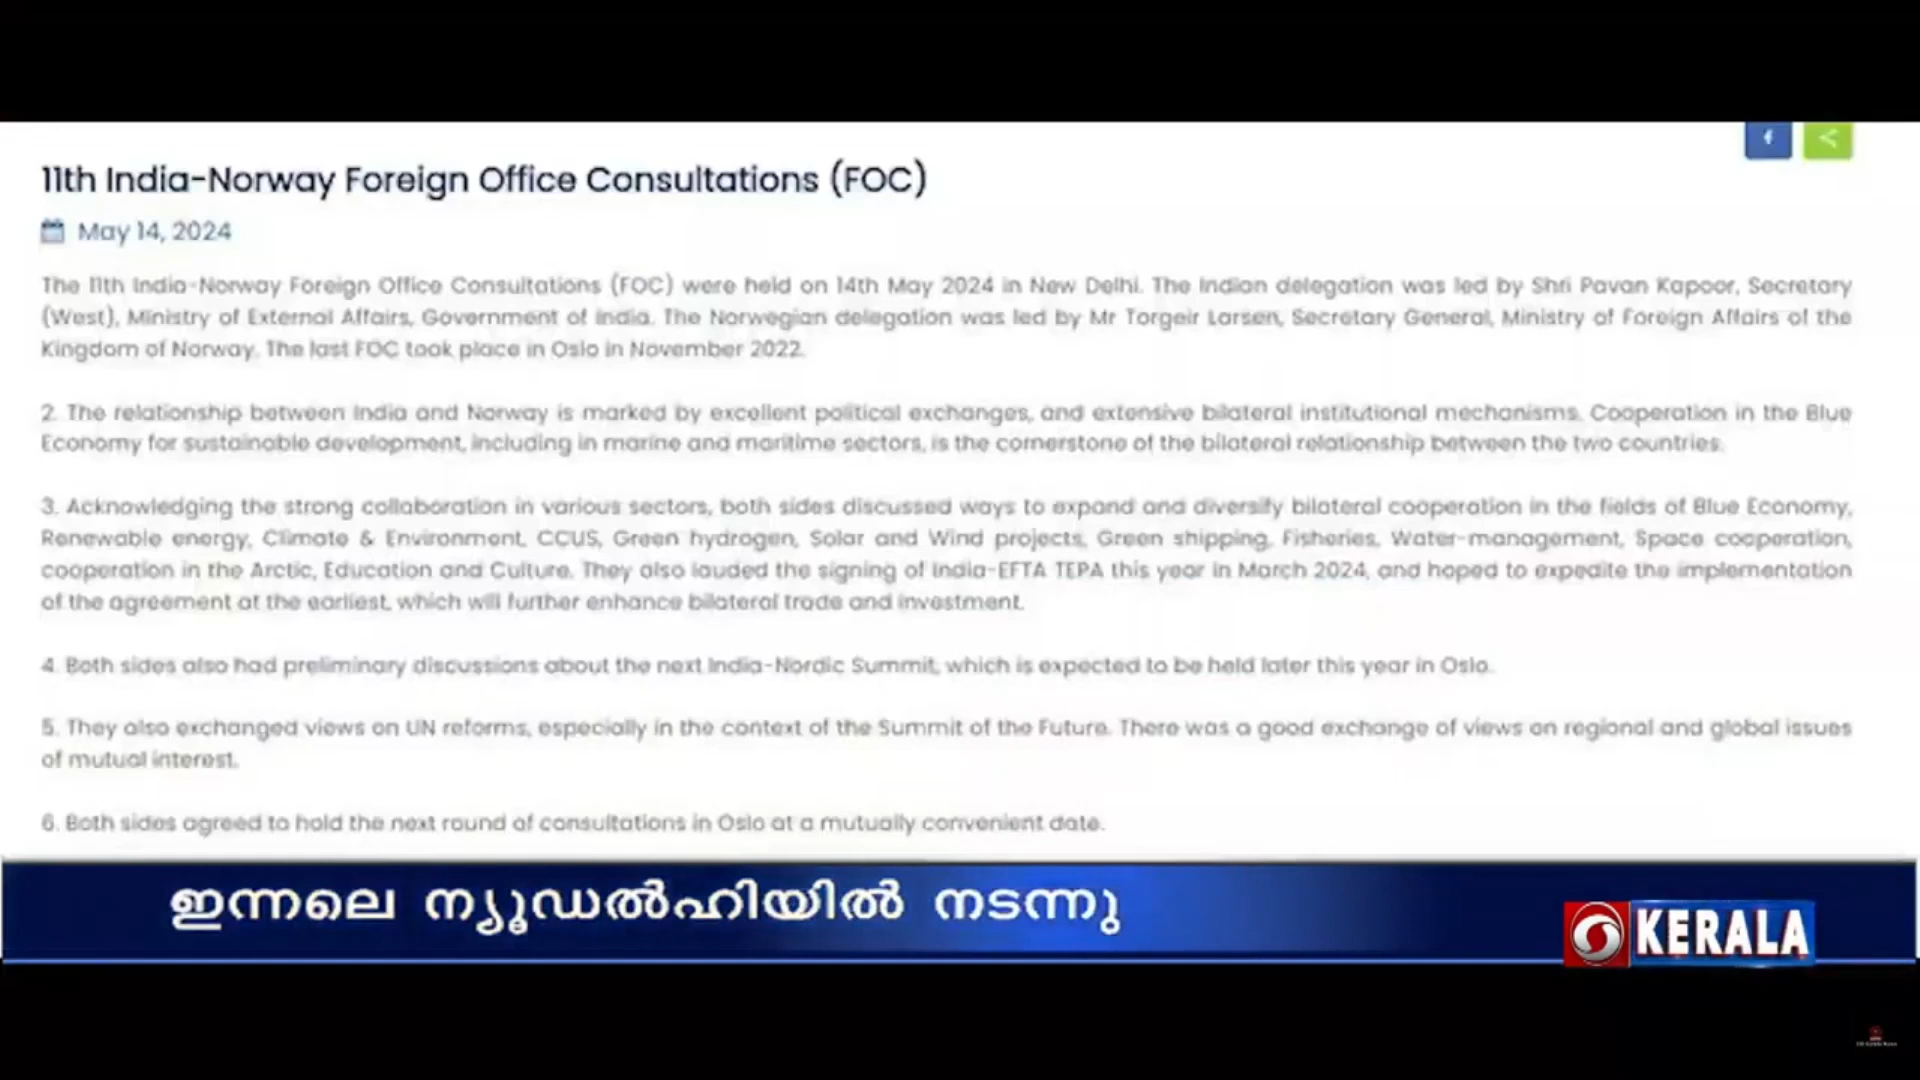 11th India-Norway Foreign Office Consultations (FOC)
May 14, 2024
The 11th India-Norway Foreign Office Consultations (FOC) were held on 14th May 2024 in New Delhi. The Indian delegation was led by Shri Pavan Kapoor, Secretary
(West), Ministry of External Affairs, Government of India. The Norwegian delegation was led by Mr Torgeir Larsen, Secretary General, Ministry of Foreign Affairs of the
Kingdom of Norway. The last FOC took place in Oslo in November 2022.
2. The relationship between India and Norway is marked by excellent political exchanges, and extensive bilateral institutional mechanisms. Cooperation in the Blue
Economy for sustainable development, including in marine and maritime sectors, is the cornerstone of the bilateral relationship between the two countries.
3. Acknowledging the strong collaboration in various sectors, both sides discussed ways to expand and diversify bilateral cooperation in the fields of Blue Economy,
Renewable energy, Climate & Environment, CCUS, Green hydrogen, Solar and Wind projects, Green shipping, Fisheries, Water-management, Space cooperation,
cooperation in the Arctic, Education and Culture. They also lauded the signing of India-EFTA TEPA this year in March 2024, and hoped to expedite the implementation
of the agreement at the earliest, which will further enhance bilateral trade and investment.
4. Both sides also had preliminary discussions about the next India-Nordic Summit, which is expected to be held later this year in Oslo.
5. They also exchanged views on UN reforms, especially in the context of the Summit of the Future. There was a good exchange of views on regional and global issues
of mutual interest.
6. Both sides agreed to hold the next round of consultations in Oslo at a mutually convenient date.
ഇന്നലെ ന്യൂഡൽഹിയിൽ നടന്നു
KERALA